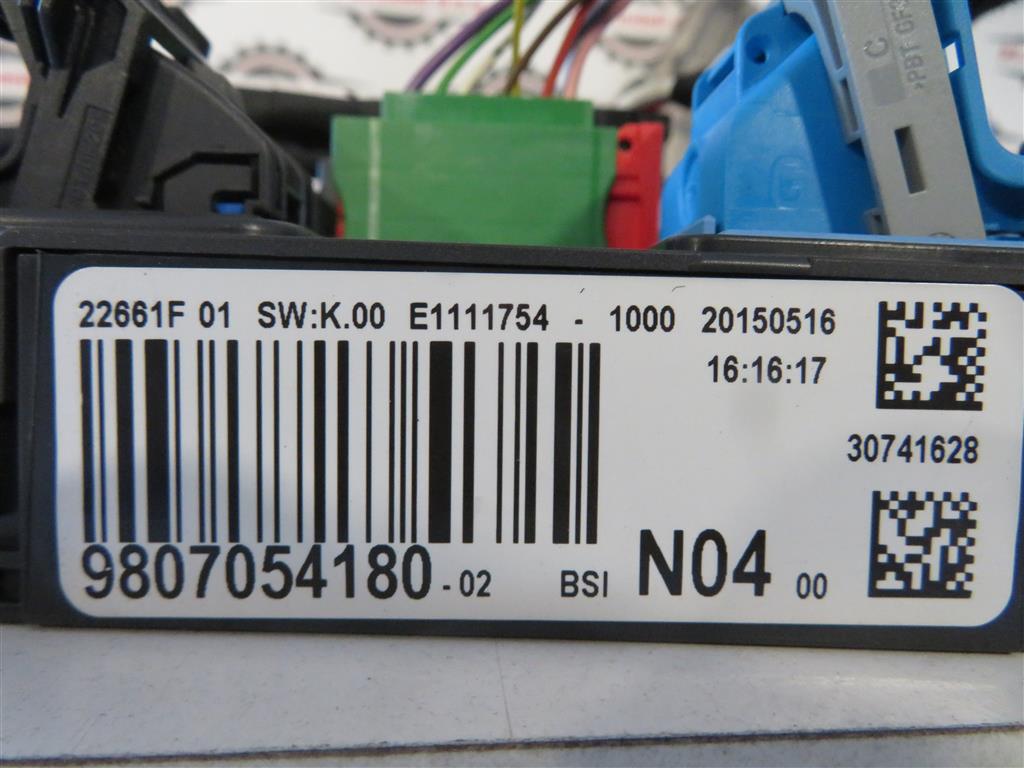 22661F 01 SW:K.00 E1111754 - 1000 20150516
16:16:17
30741628
9807054180 -02 BSI N04 00
C
G